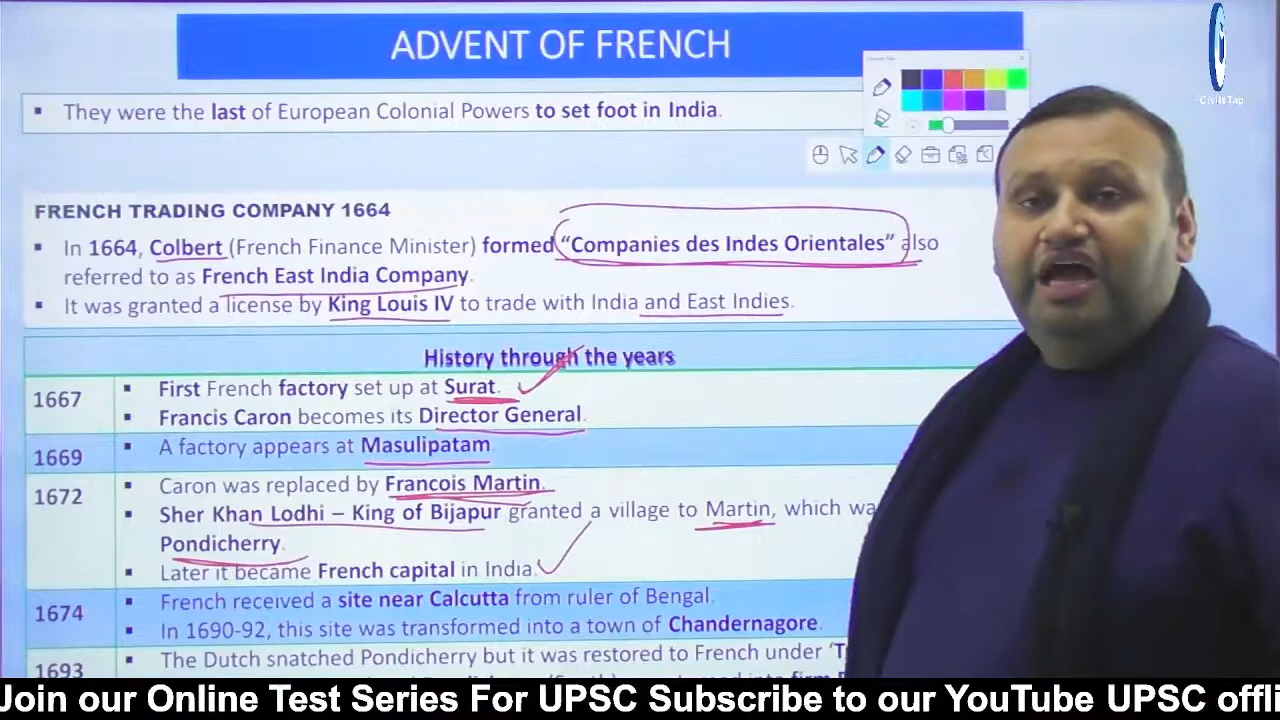 ADVENT OF FRENCH
They were the last of European Colonial Powers to set foot in India.
CivilsTap
FRENCH TRADING COMPANY 1664
In 1664, Colbert (French Finance Minister) formed "Companies des Indes Orientales" also
referred to as French East India Company.
It was granted a license by King Louis IV to trade with India and East Indies.
History through the years
1667
First French factory set up at Surat.
Francis Caron becomes its Director General.
1669
A factory appears at Masulipatam
1672
Caron was replaced by Francois Martin.
Sher Khan Lodhi – King of Bijapur granted a village to Martin, which wa
Pondicherry.
Later it became French capital in India.
1674
French received a site near Calcutta from ruler of Bengal.
In 1690-92, this site was transformed into a town of Chandernagore.
1693
The Dutch snatched Pondicherry but it was restored to French under 'T
Join our Online Test Series For UPSC Subscribe to our YouTube UPSC offli